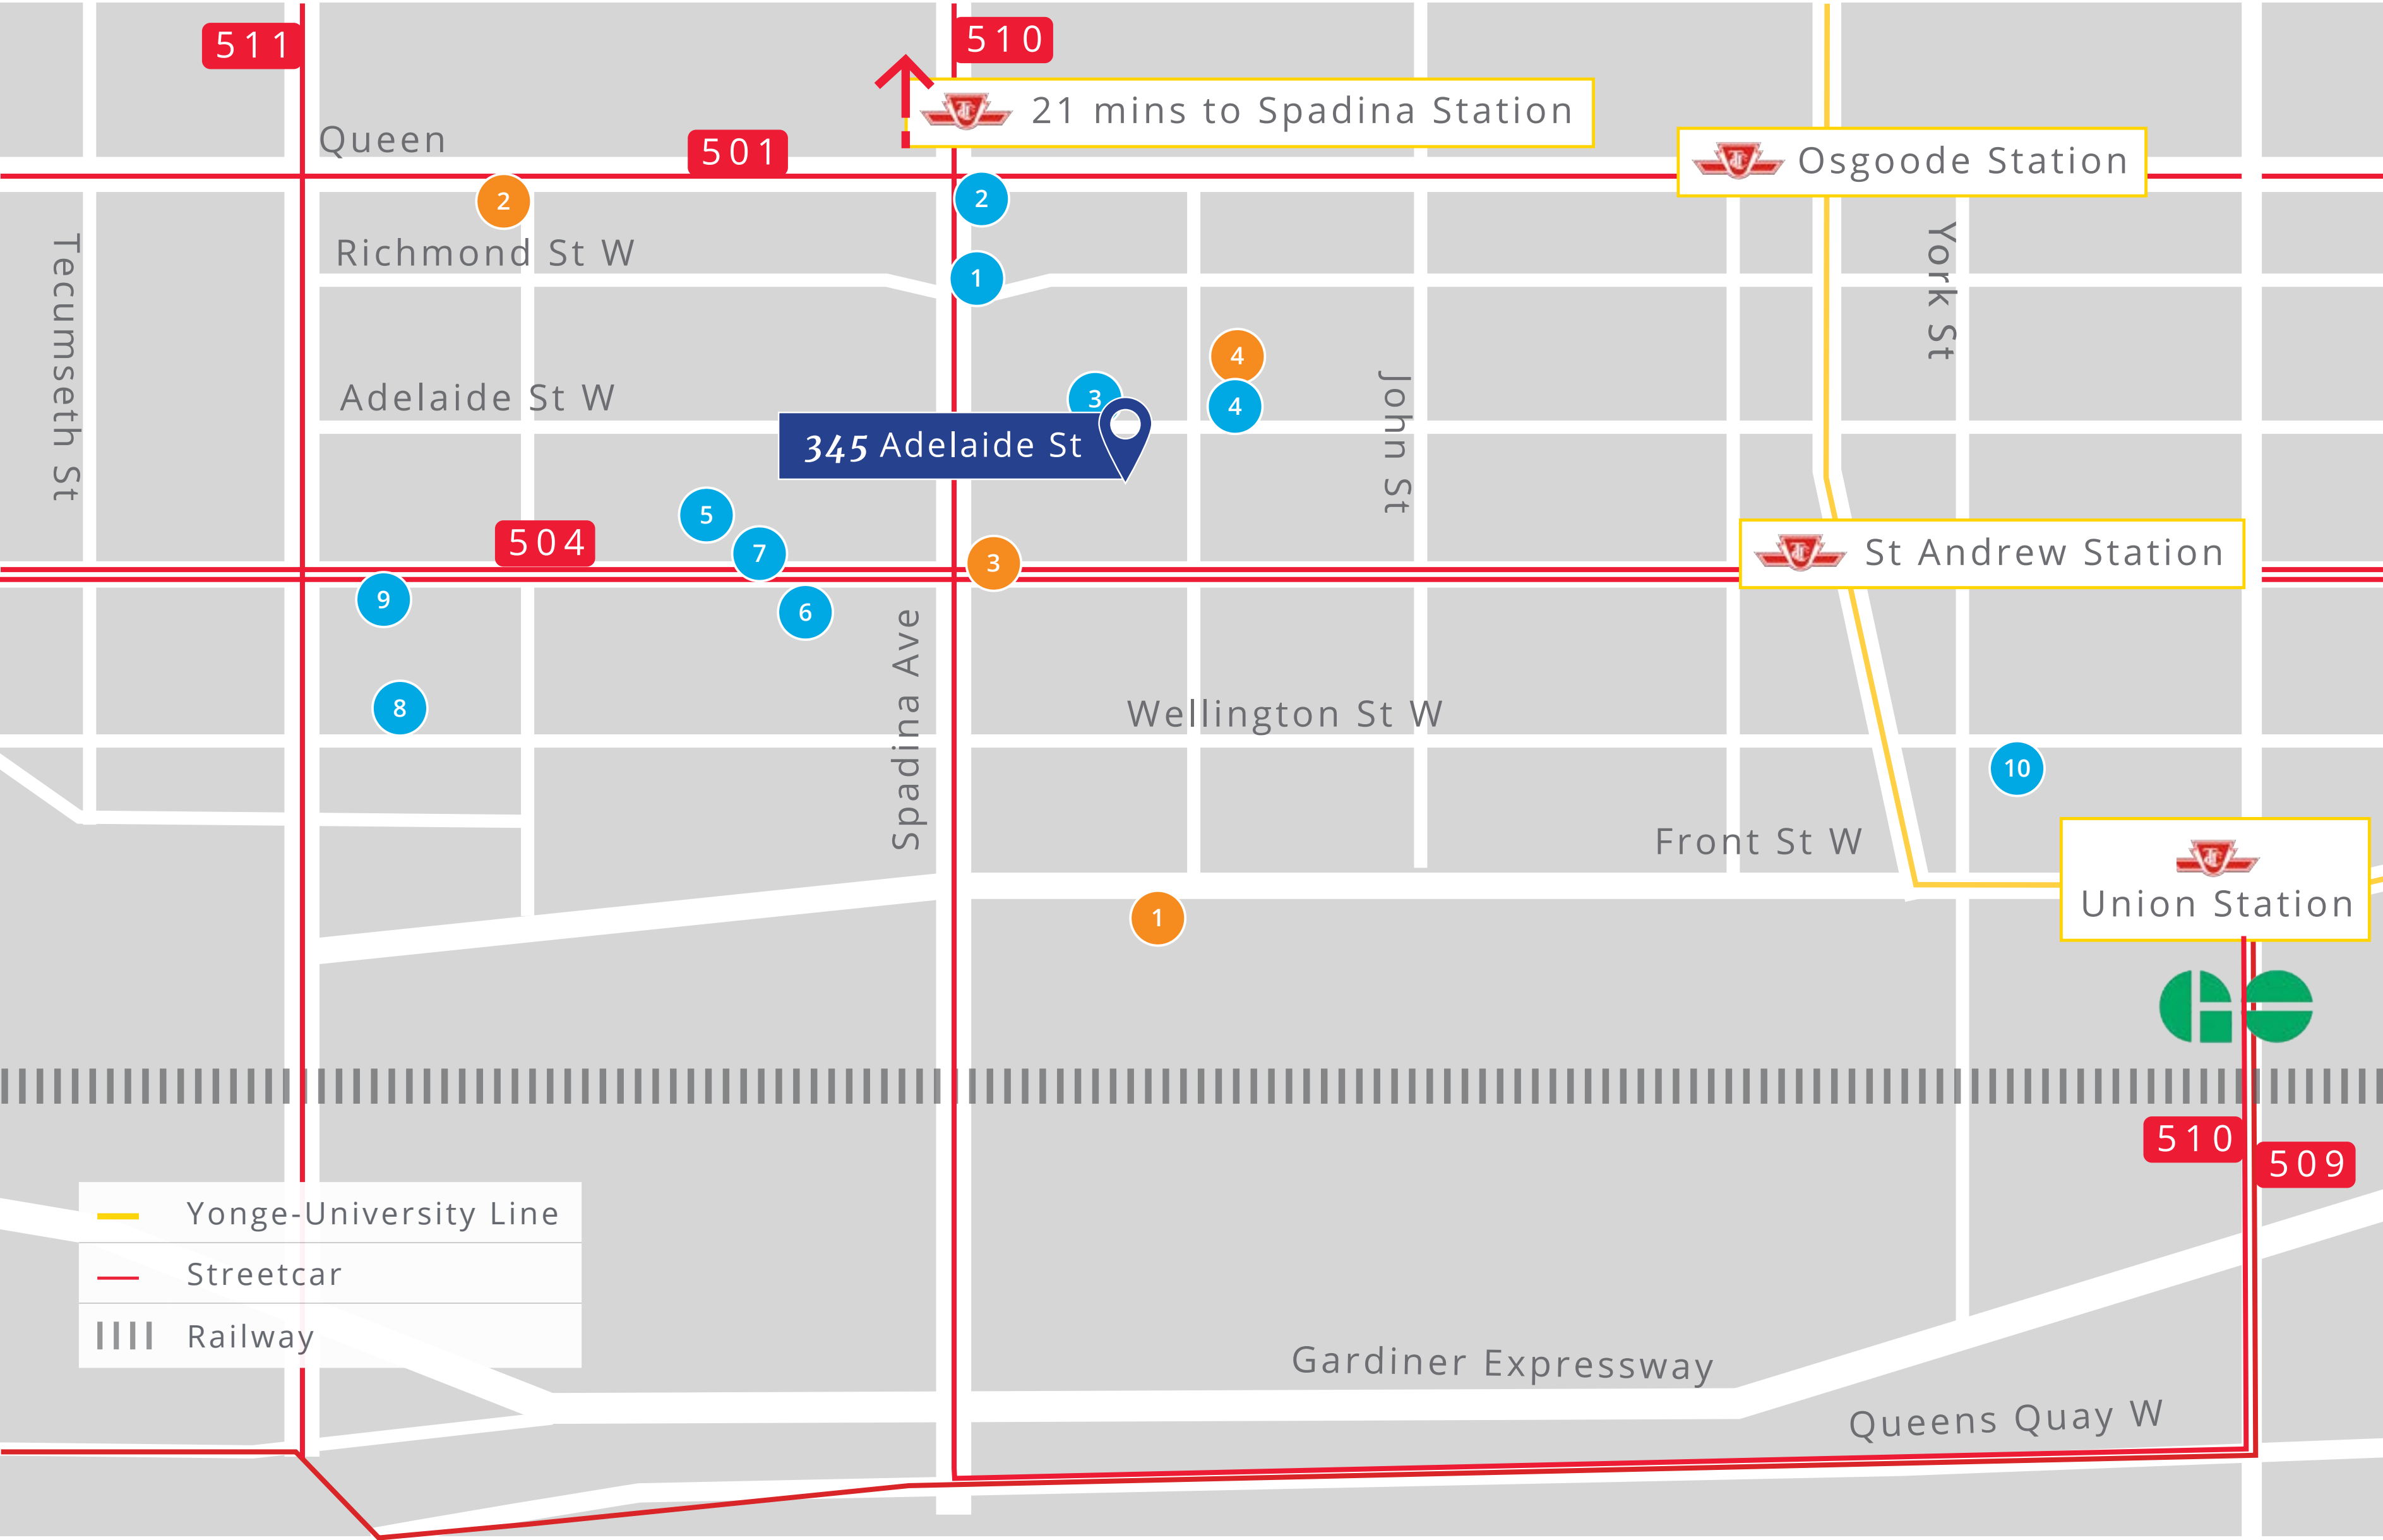 511
510
21 mins to Spadina Station
Queen
501
Osgoode Station
2
2
Richmond St W
1
Tecumseth St
York St
4
3
4
Adelaide St W
John St
345 Adelaide St
5
504
7
3
St Andrew Station
9
6
Spadina Ave
8
Wellington St W
10
Front St W
1
Union Station
510
509
Yonge-University Line
Streetcar
Railway
Gardiner Expressway
Queens Quay W